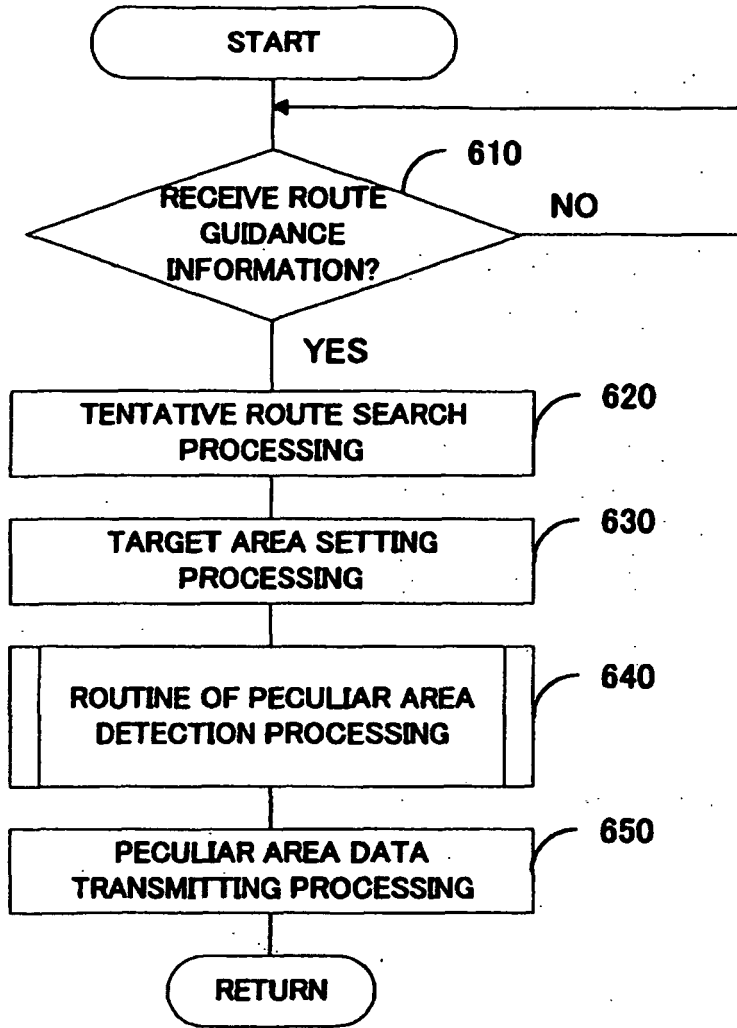 START
610
RECEIVE ROUTE
GUIDANCE
INFORMATION?
NO
YES
TENTATIVE ROUTE SEARCH
PROCESSING
620
TARGET AREA SETTING
PROCESSING
630
ROUTINE OF PECULIAR AREA
DETECTION PROCESSING
640
PECULIAR AREA DATA
TRANSMITTING PROCESSING
650
RETURN